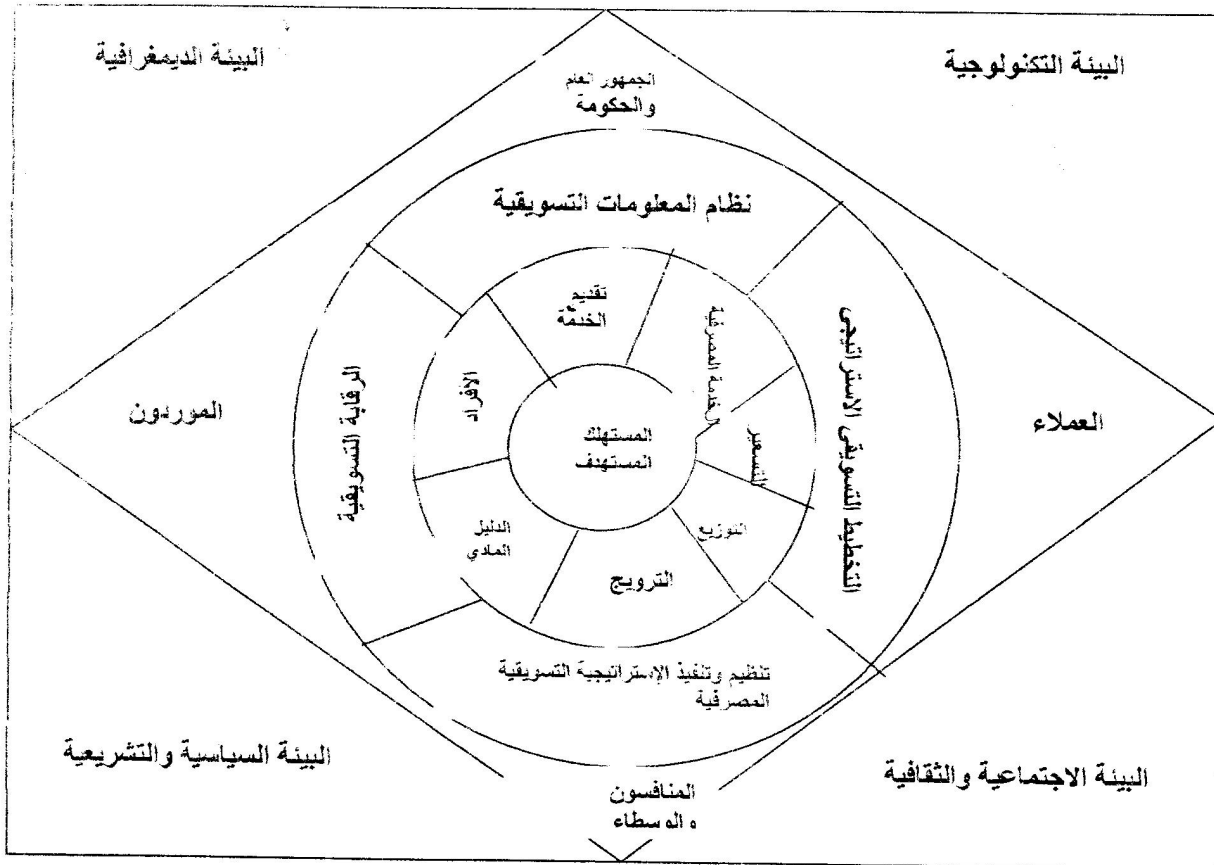 البيئة التكنولوجية
البيئة الديمغرافية
الجمهور العام
والحكومة
نظام المعلومات التسويقية
تقديم
الخدمة
الخدمة المصرفية
التخطيط التسويقي الاستراتيجي
الأفراد
الرقابة التسويقية
العملاء
الموردون
التسعير
المستهلك
المستهدف
التوزيع
الدليل
المادي
الترويج
تنظيم وتنفيذ الإستراتيجية التسويقية
المصرفية
البيئة الاجتماعية والثقافية
البيئة السياسية والتشريعية
المنافسون
والوسطاء